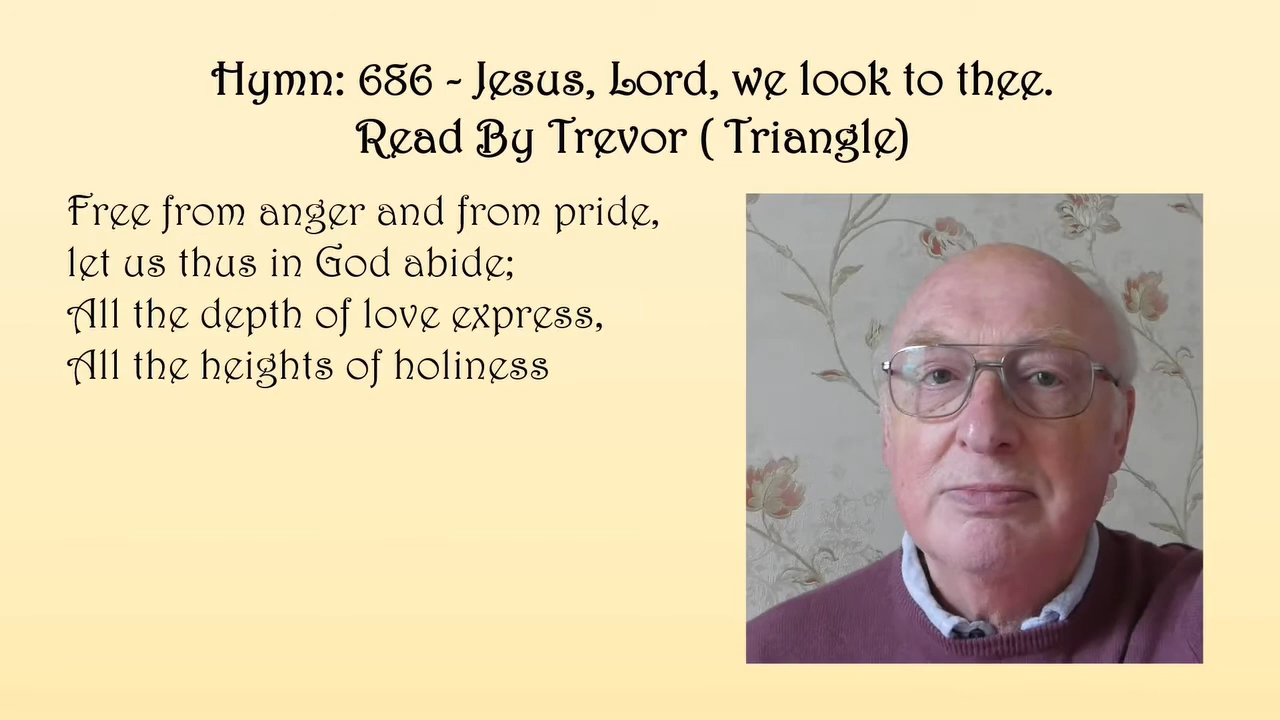 Hymn: 686 - Jesus, Lord, we look to thee.
Read By Trevor ( Triangle)
Free from anger and from pride,
let us thus in God abide;
All the depth of love express,
All the heights of holiness